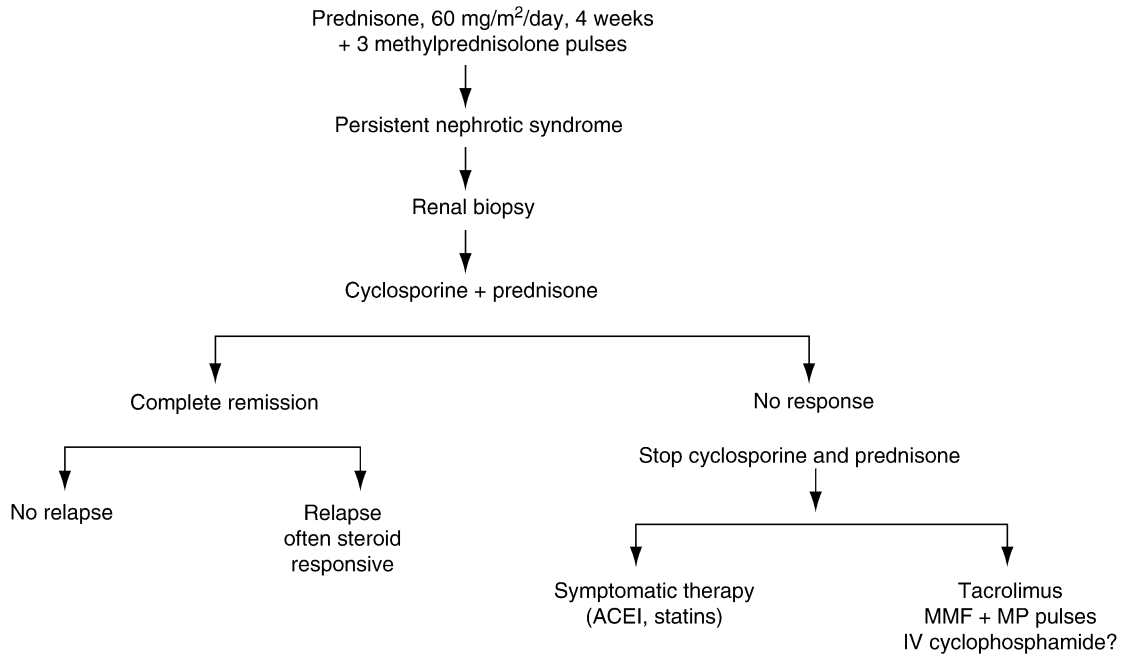 Prednisone, 60 mg/m²/day, 4 weeks
+ 3 methylprednisolone pulses
Persistent nephrotic syndrome
Renal biopsy
Cyclosporine + prednisone
Complete remission
No response
Stop cyclosporine and prednisone
No relapse
Relapse
often steroid
responsive
Symptomatic therapy
(ACEI, statins)
Tacrolimus
MMF + MP pulses
IV cyclophosphamide?